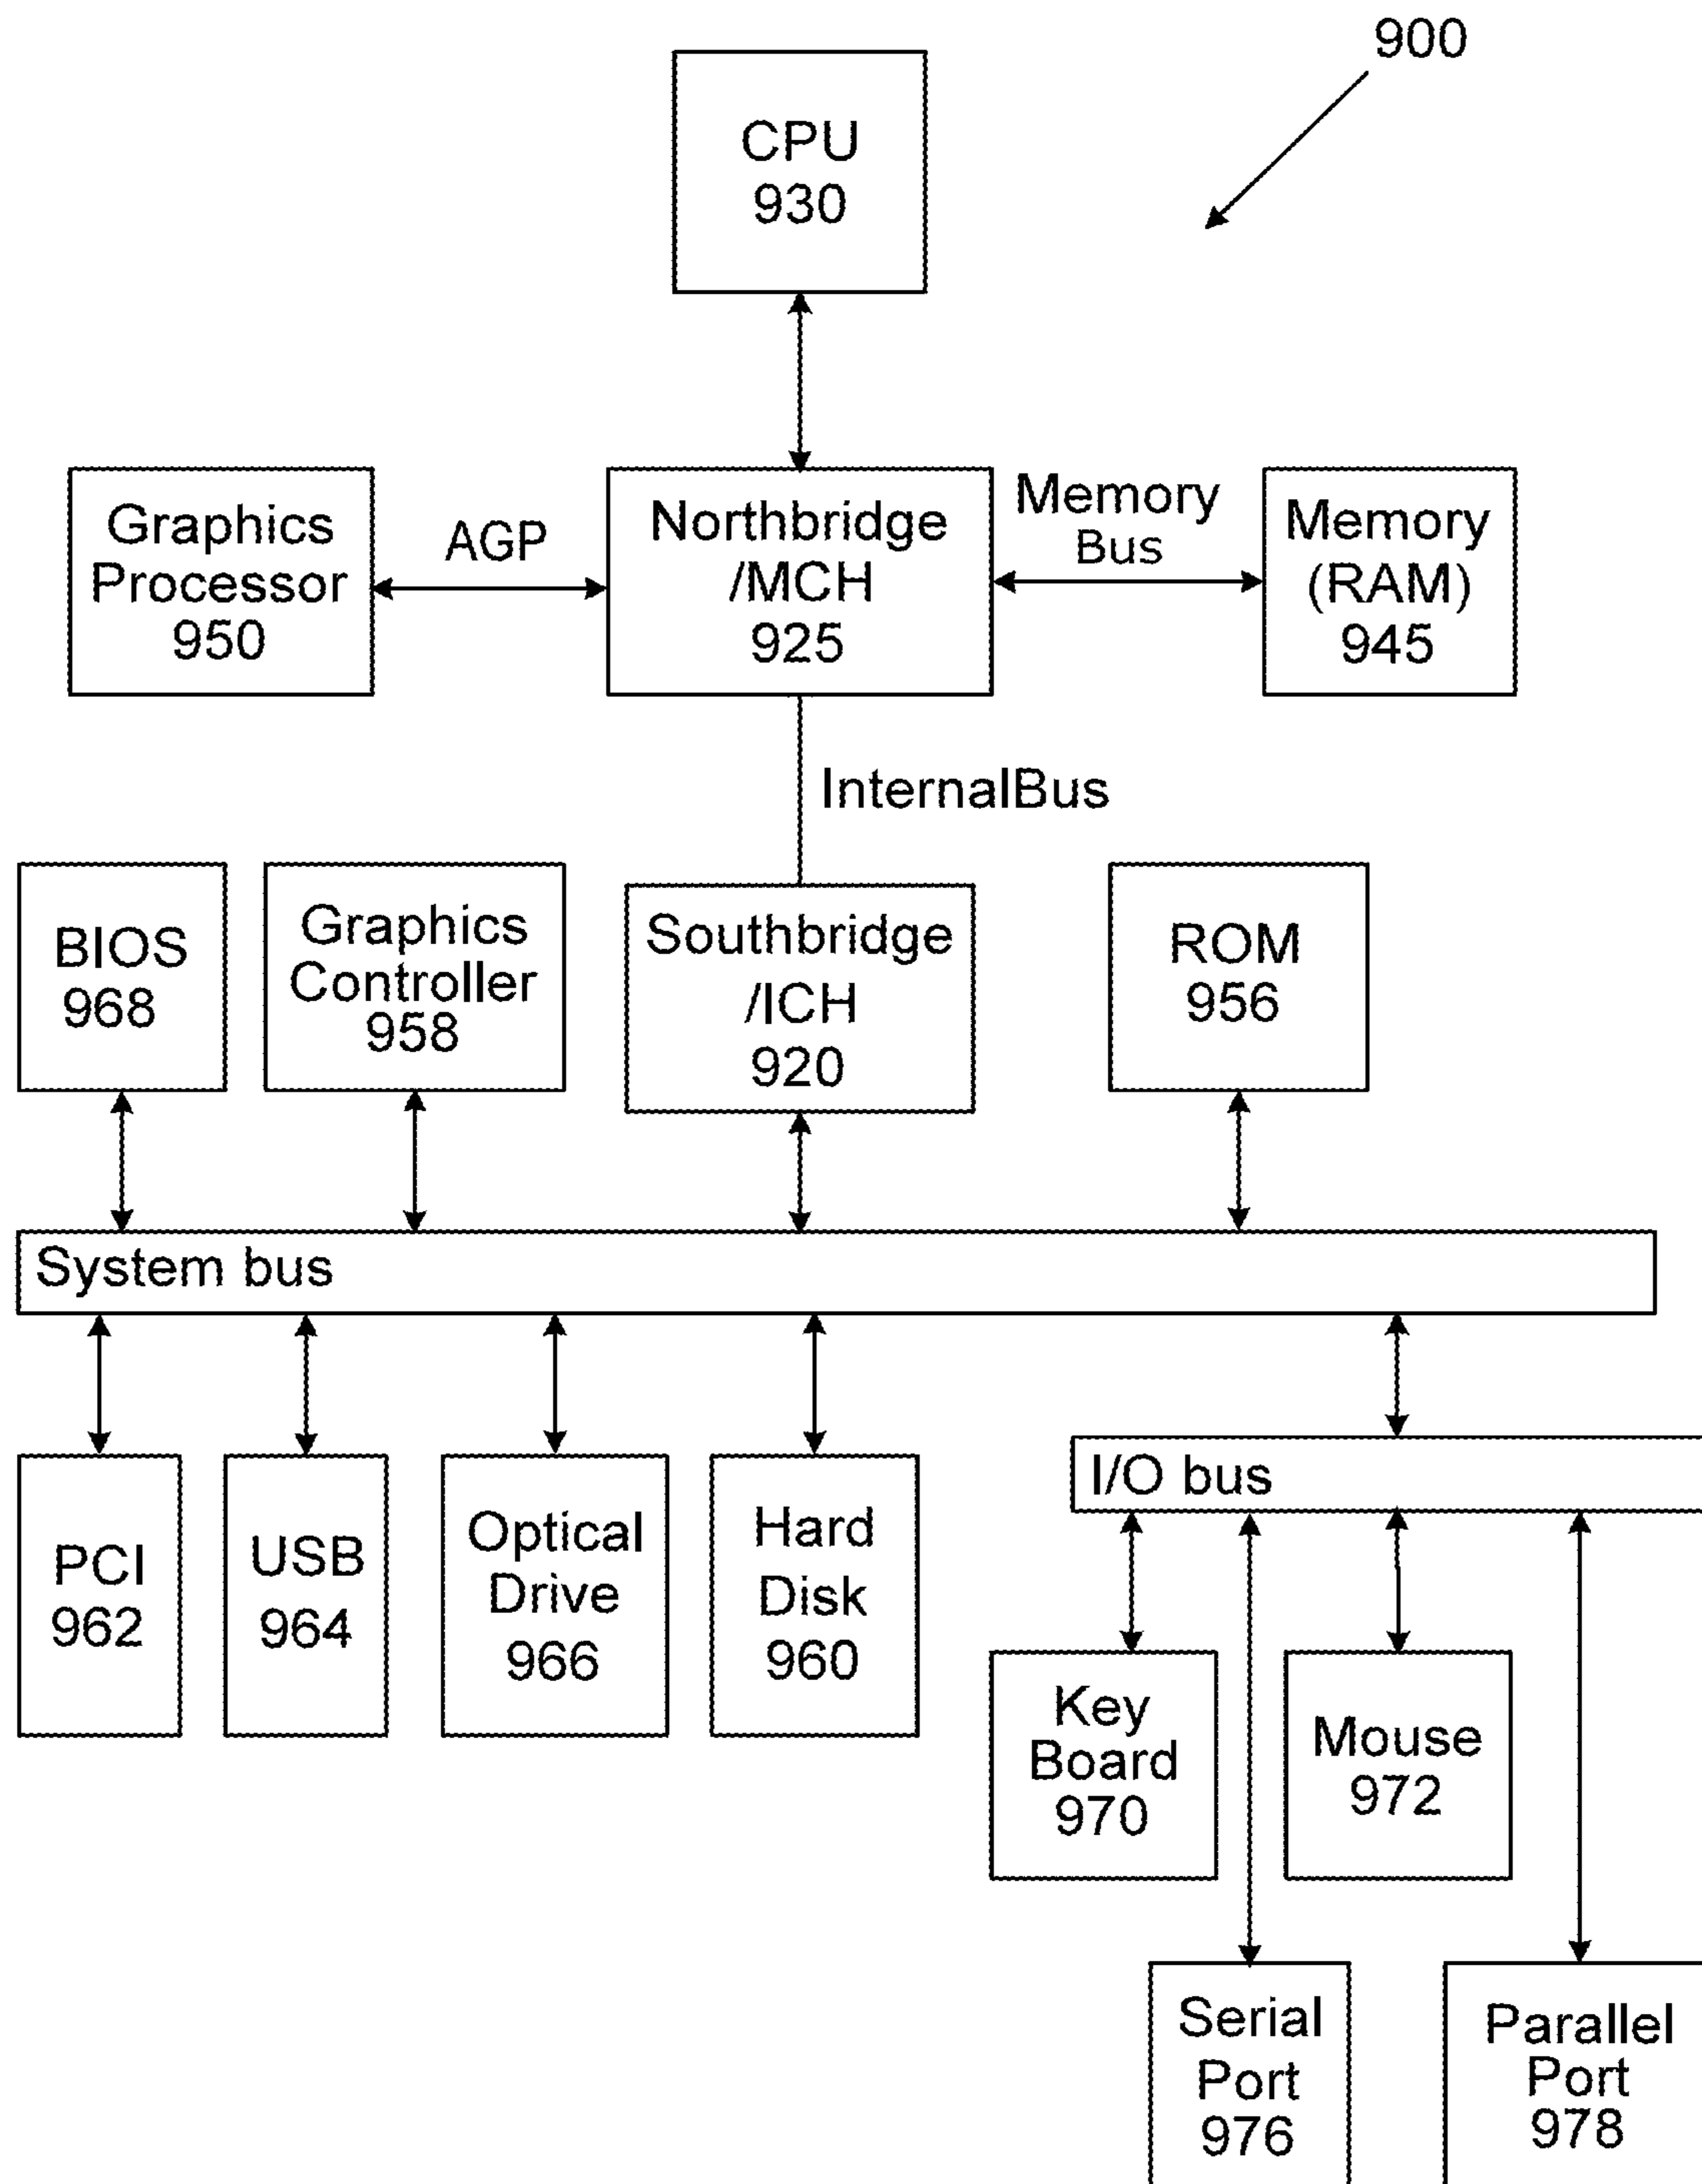 900
CPU
930
Graphics
Processor
950
AGP
Northbridge
/MCH
925
Memory
Bus
Memory
(RAM)
945
InternalBus
BIOS
968
Graphics
Controller
958
Southbridge
/ICH
920
ROM
956
System bus
PCI
962
USB
964
Optical
Drive
966
Hard
Disk
960
I/O bus
Key
Board
970
Mouse
972
Serial
Port
976
Parallel
Port
978